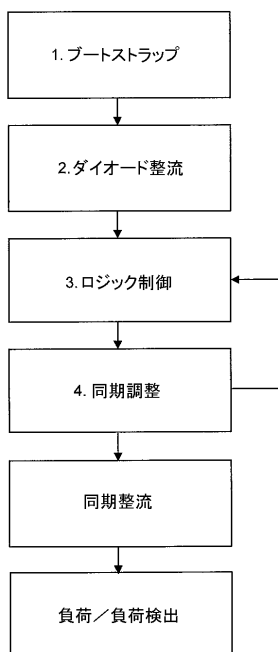 1. ブートストラップ
2.ダイオード整流
3.ロジック制御
4. 同期調整
同期整流
負荷／負荷検出